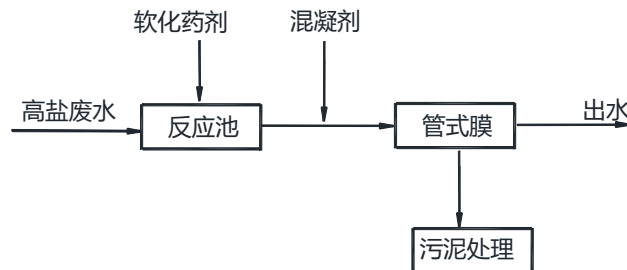 软化药剂
混凝剂
高盐废水
反应池
管式膜
出水
污泥处理